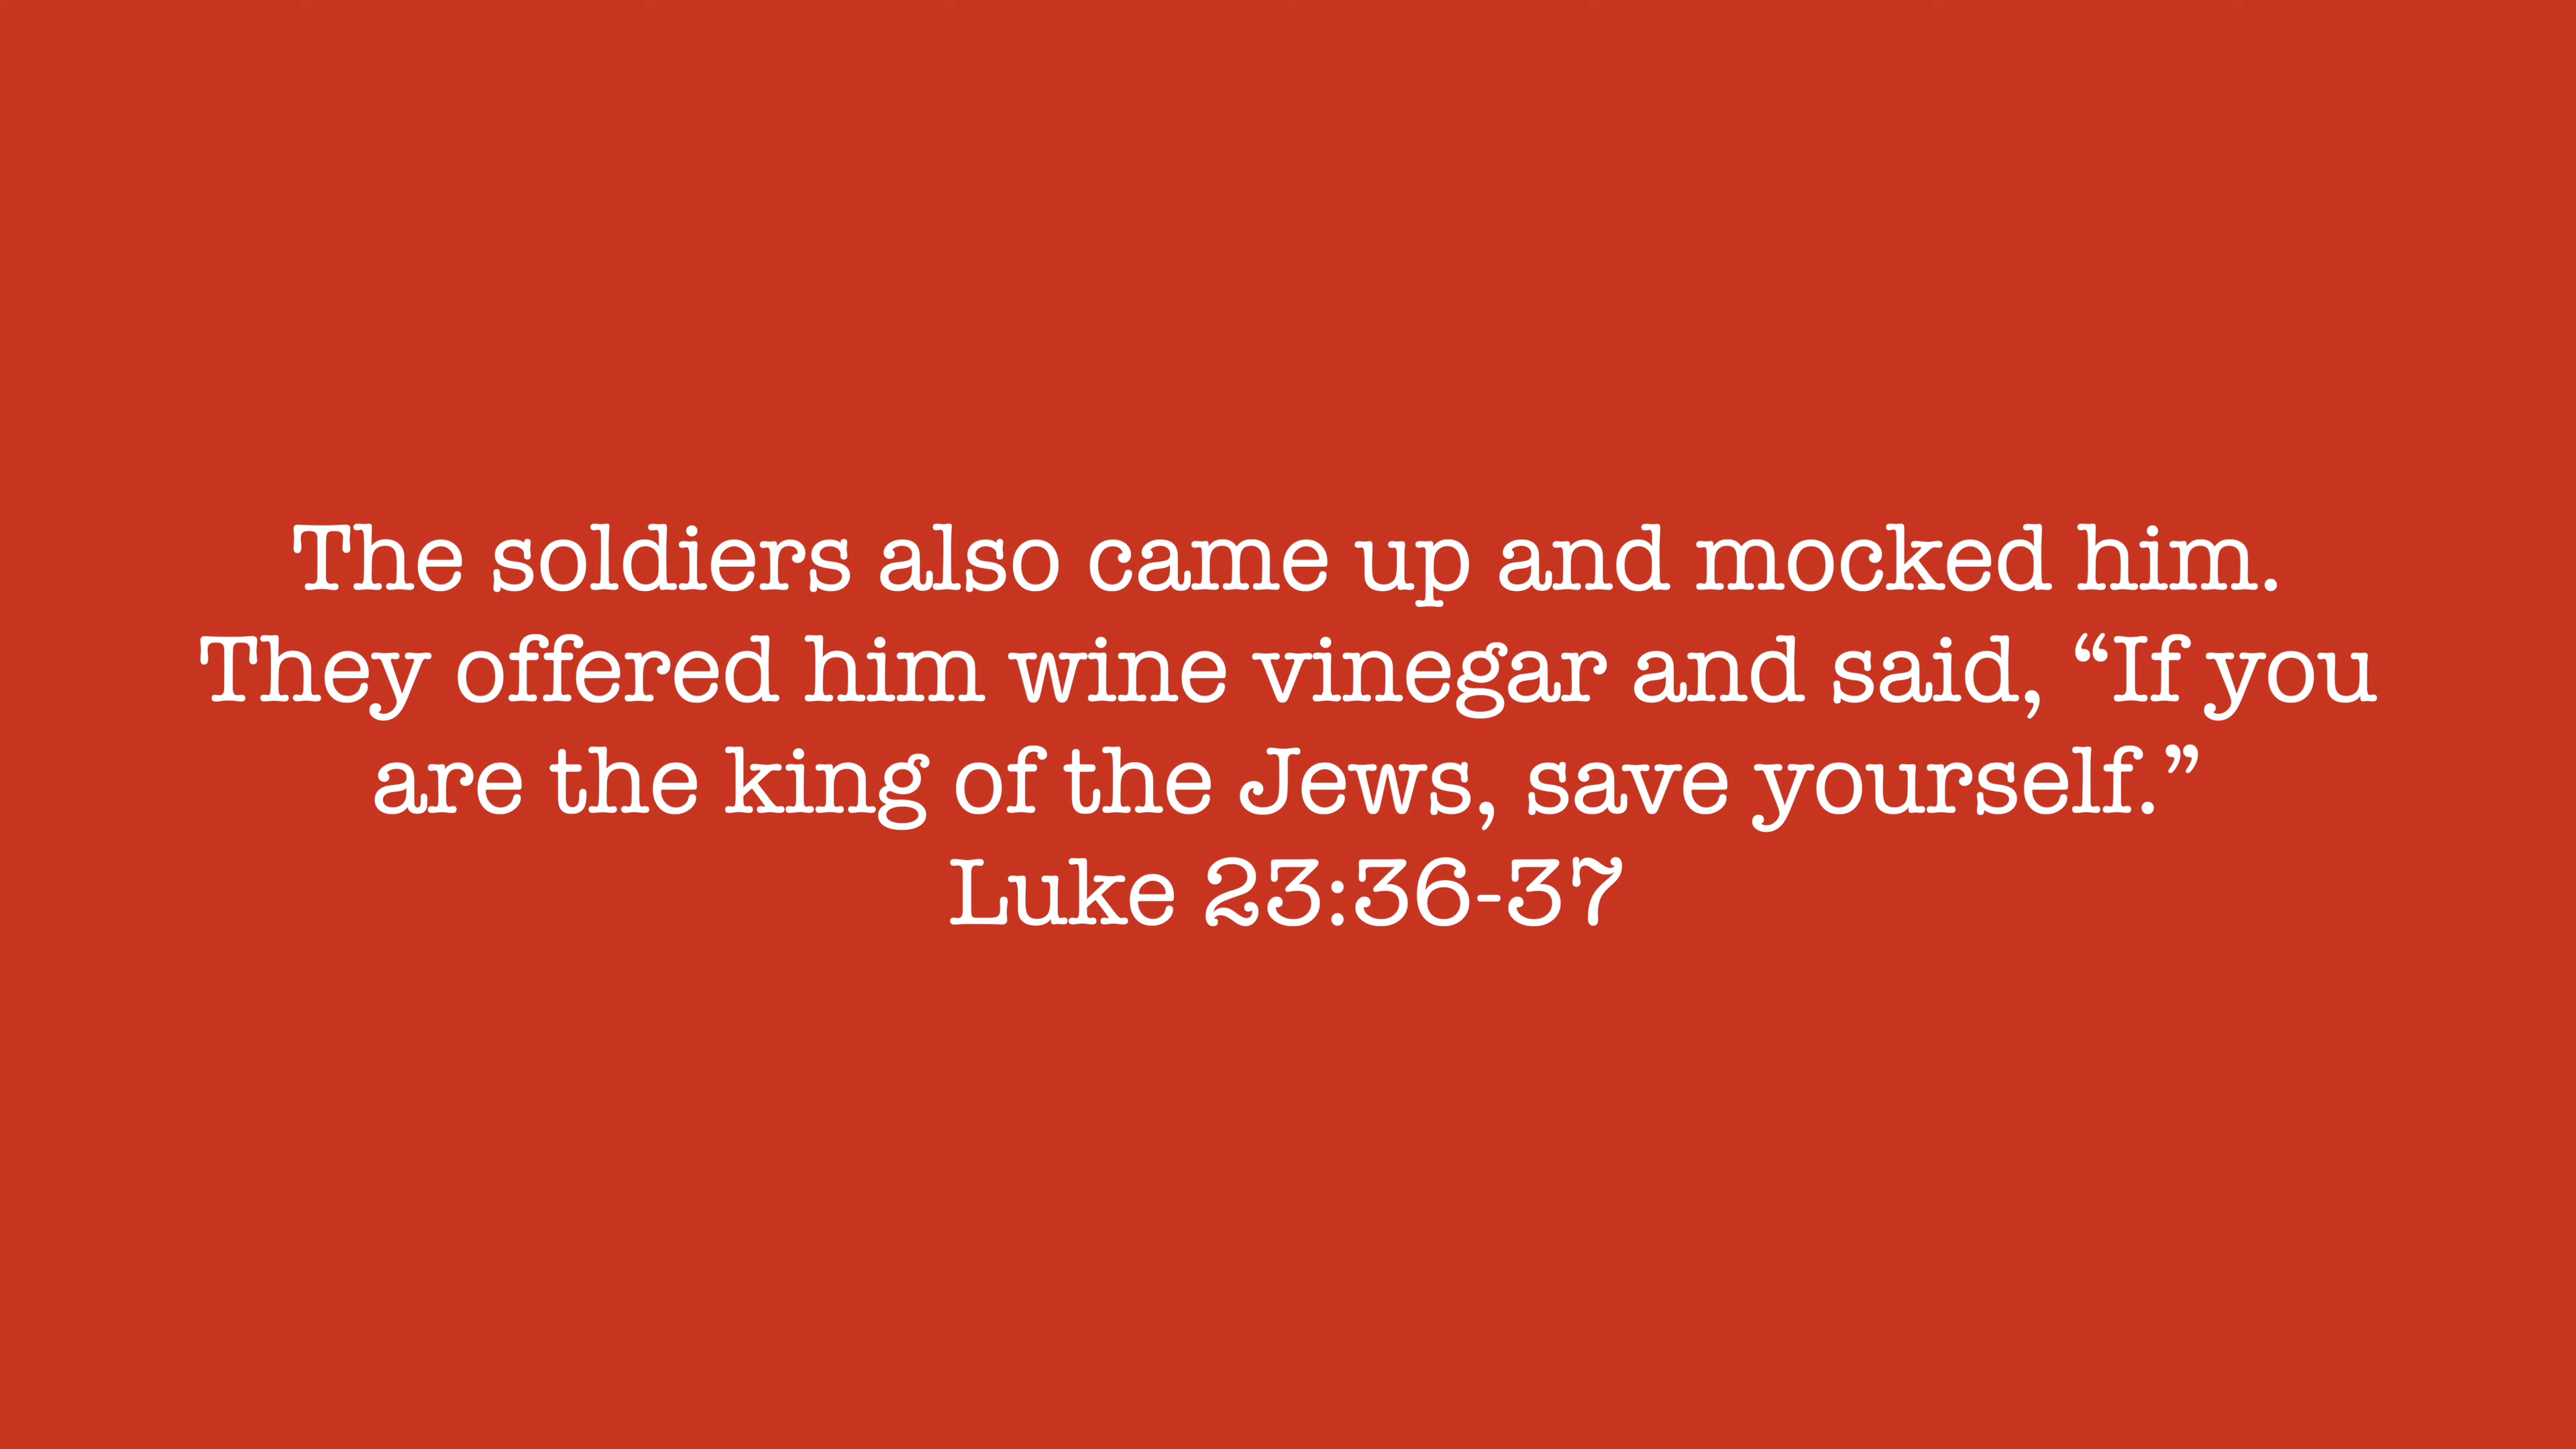 The soldiers also came up and mocked him.
They offered him wine vinegar and said, “If you
are the king of the Jews, save yourself.”
Luke 23:36-37